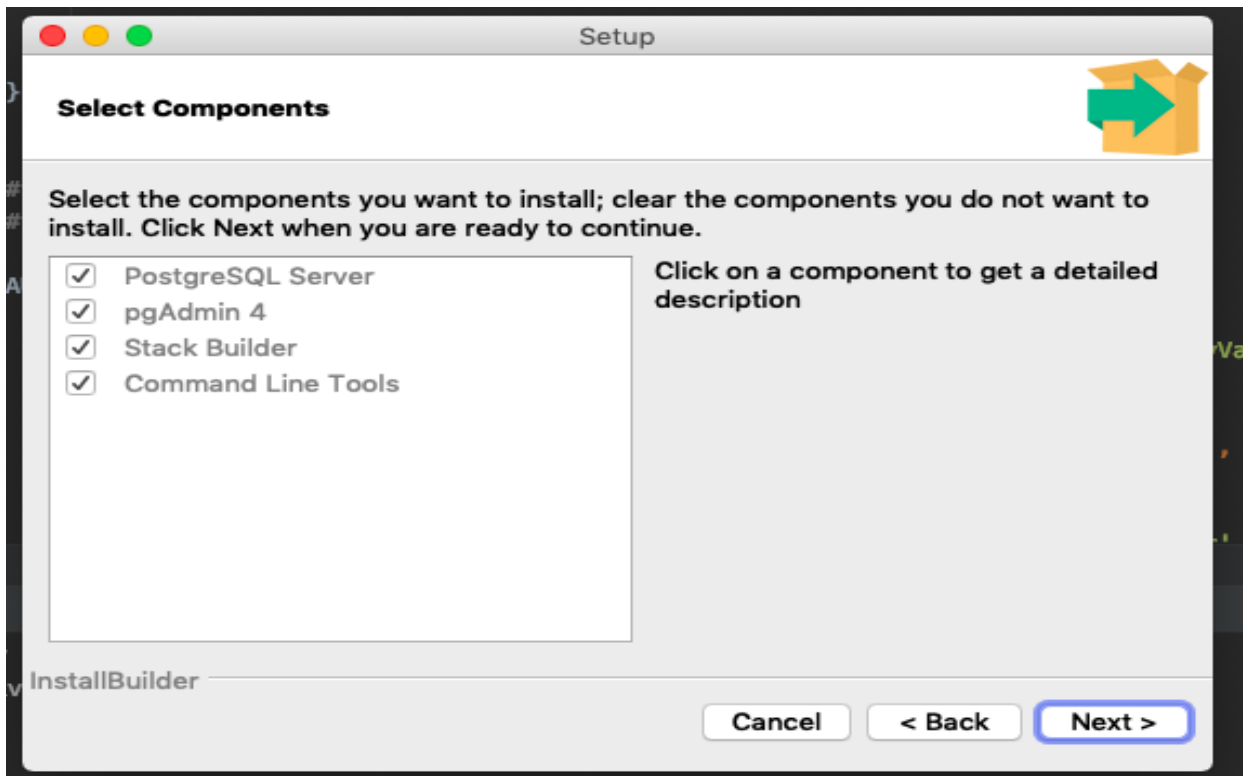 Setup
Select Components
Select the components you want to install; clear the components you do not want to
install. Click Next when you are ready to continue.
PostgreSQL Server
pgAdmin 4
Stack Builder
Command Line Tools
Click on a component to get a detailed
description
InstallBuilder
Cancel
< Back
Next >
}
#
#
A
Va
,
v